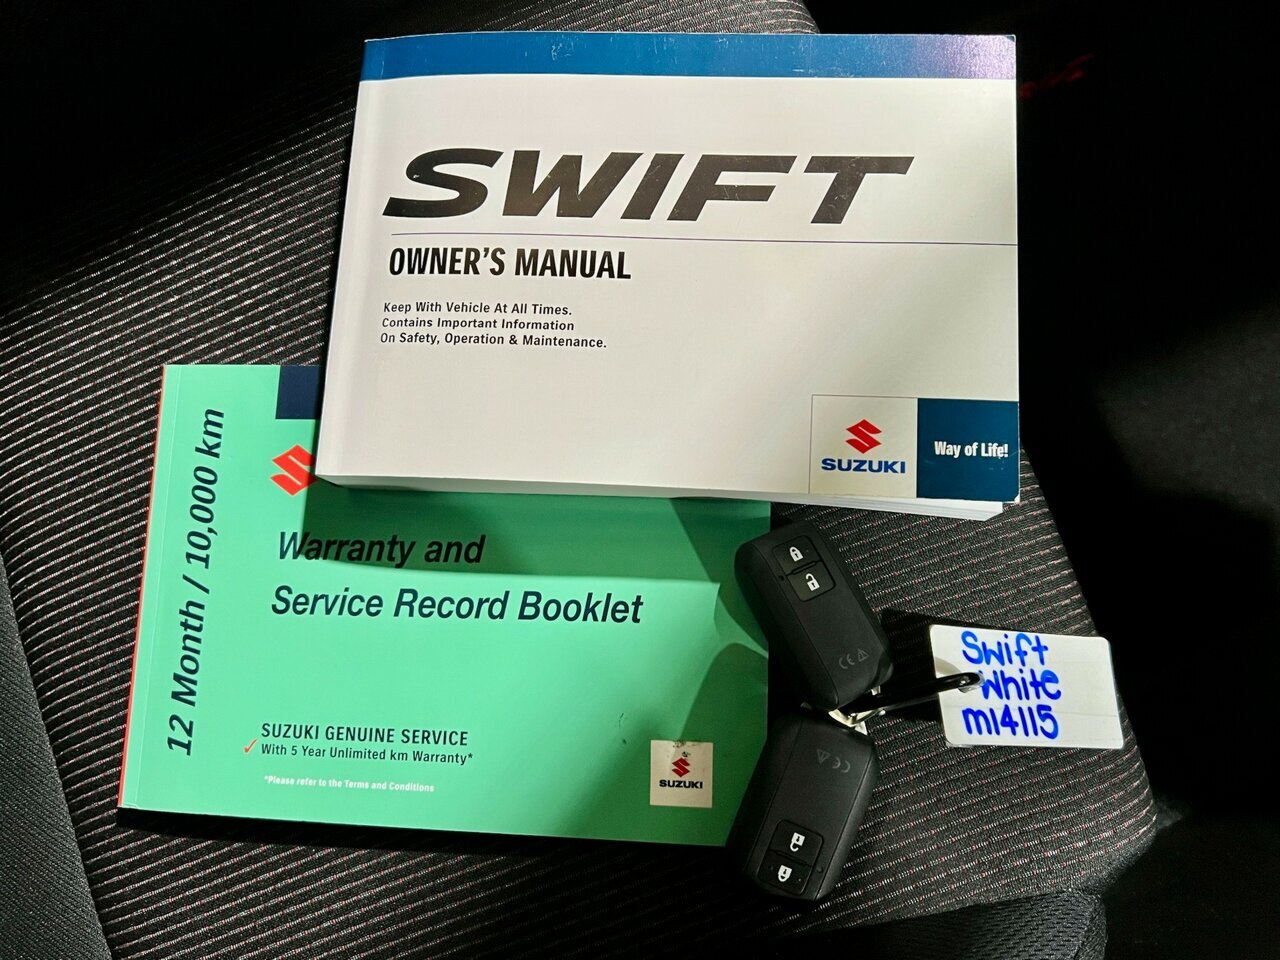 SWIFT
OWNER'S MANUAL
Keep With Vehicle At All Times.
Contains Important Information
On Safety, Operation & Maintenance.
SUZUKI
Way of Life!
12 Month / 10,000 km
Warranty and
Service Record Booklet
SUZUKI GENUINE SERVICE
✓ With 5 Year Unlimited km Warranty*
*Please refer to the Terms and Conditions
SUZUKI
CE
CE
Swift
White
m14115